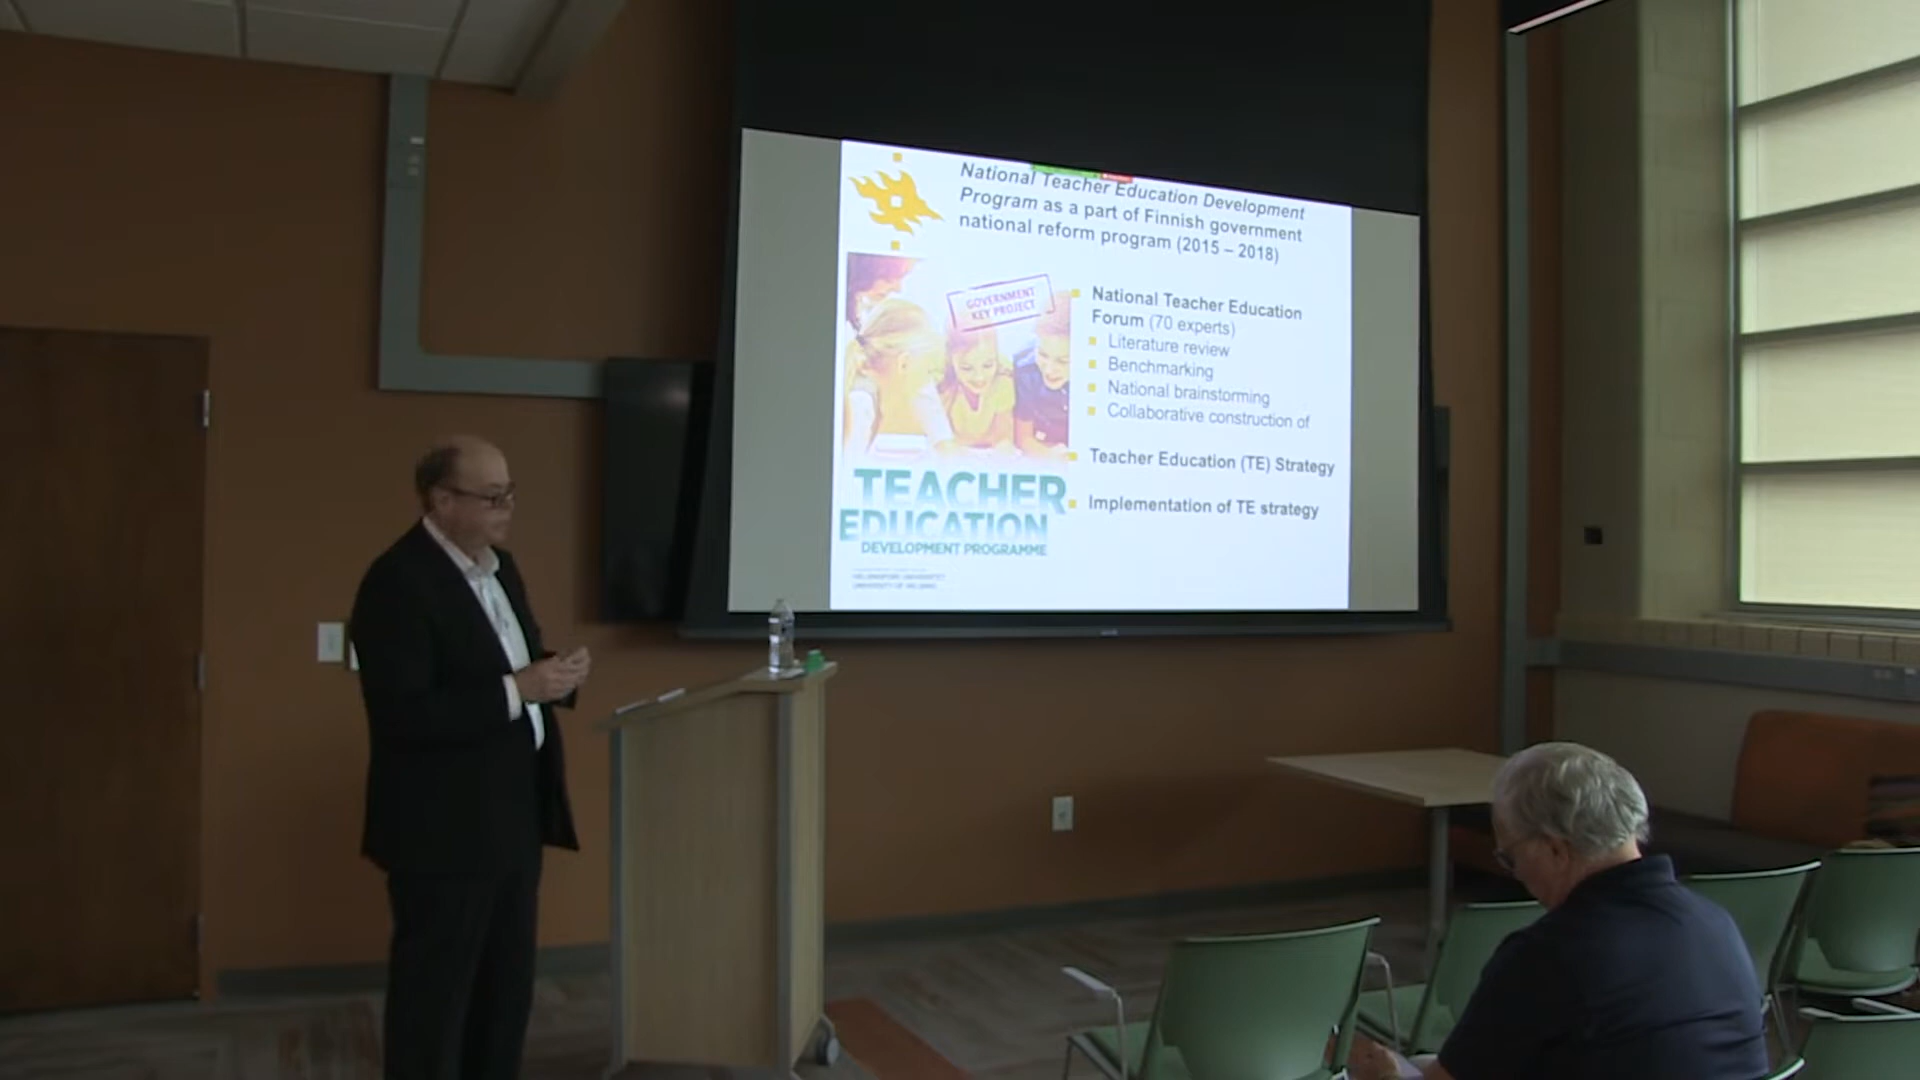 National Teacher Education Development
Program as a part of Finnish government
national reform program (2015 – 2018)
GOVERNMENT
KEY PROJECT
National Teacher Education
Forum (70 experts)
Literature review
Benchmarking
National brainstorming
Collaborative construction of
Teacher Education (TE) Strategy
Implementation of TE strategy
TEACHER
EDUCATION
DEVELOPMENT PROGRAMME